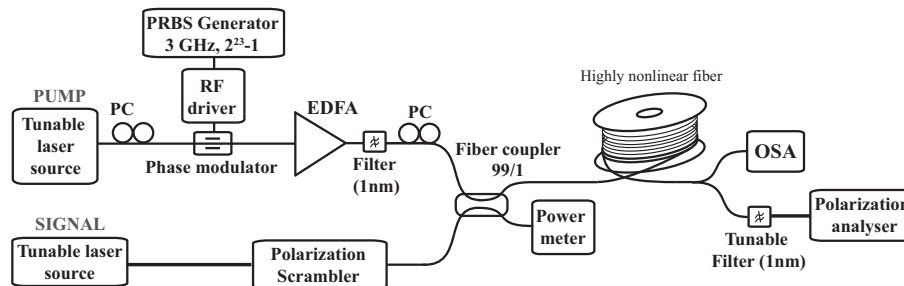 PRBS Generator
3 GHz, 2²³-1
RF
driver
PUMP
PC
Tunable
laser
source
Phase modulator
EDFA
Filter
(1nm)
PC
Fiber coupler
99/1
Highly nonlinear fiber
OSA
Power
meter
Tunable
Filter (1nm)
Polarization
analyser
SIGNAL
Tunable laser
source
Polarization
Scrambler